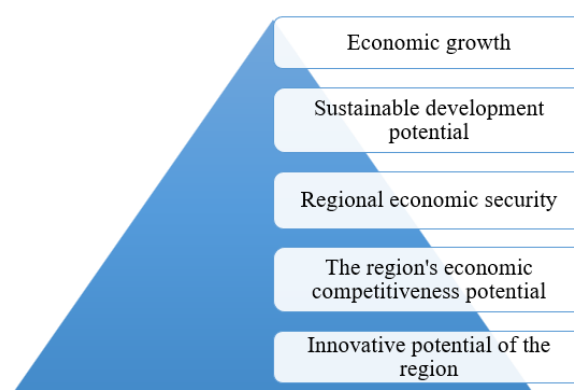 Economic growth
Sustainable development
potential
Regional economic security
The region's economic
competitiveness potential
Innovative potential of the
region